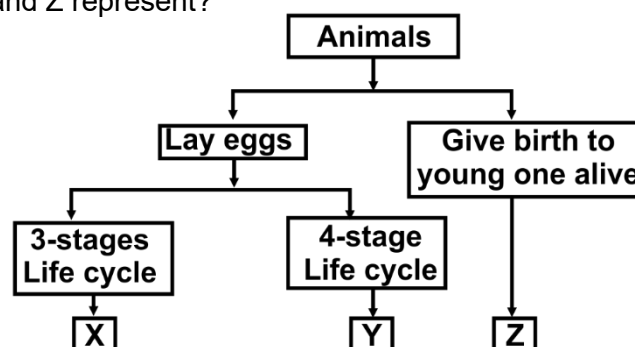 and Z represent?
Animals
Lay eggs
Give birth to
young one alive
3-stages
Life cycle
4-stage
Life cycle
X
Y
Z